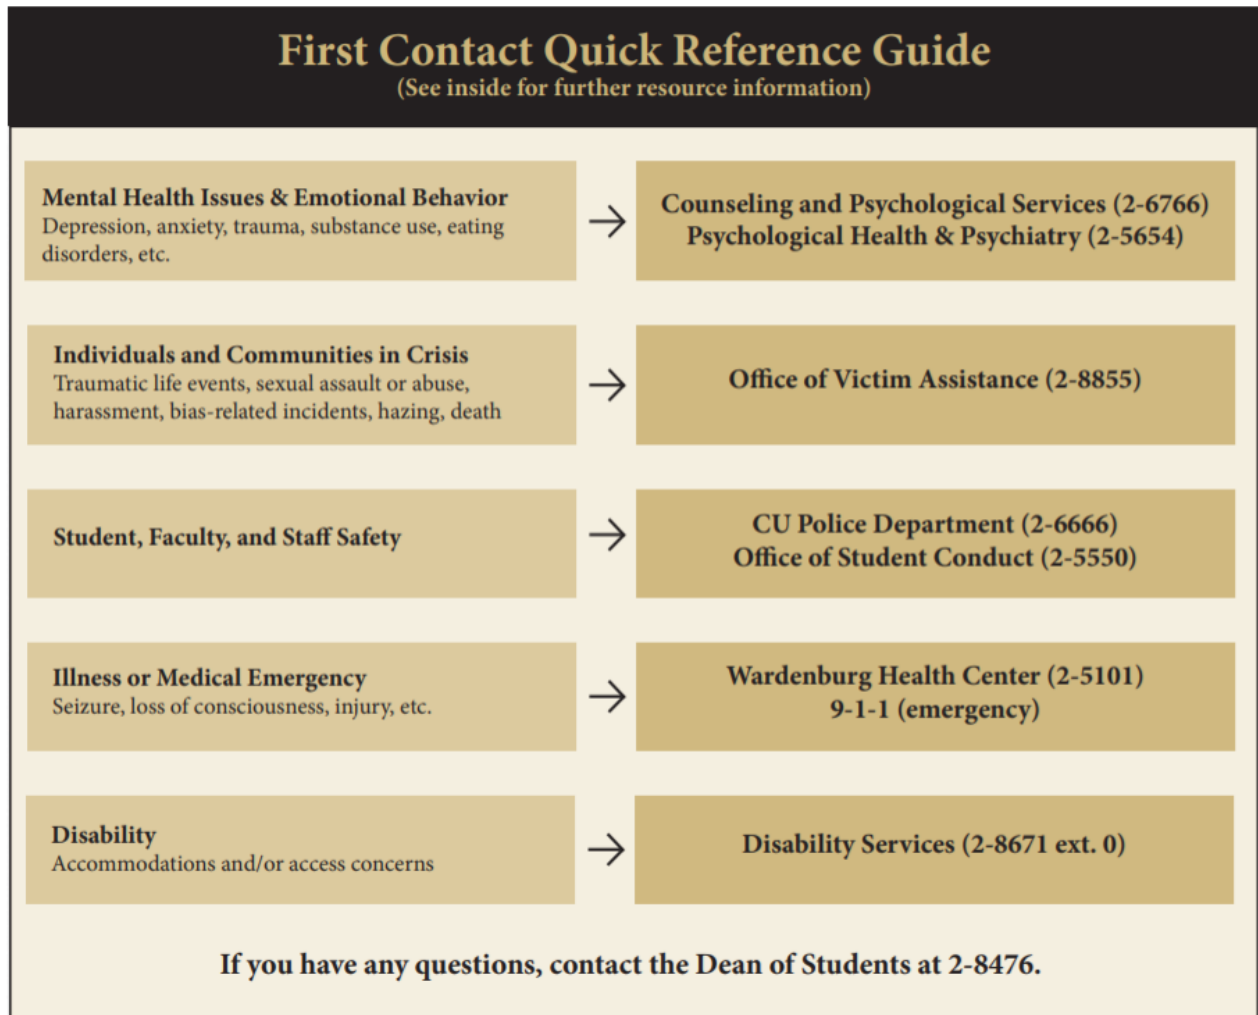 First Contact Quick Reference Guide
(See inside for further resource information)
Mental Health Issues & Emotional Behavior
Depression, anxiety, trauma, substance use, eating
disorders, etc.
→
Counseling and Psychological Services (2-6766)
Psychological Health & Psychiatry (2-5654)
Individuals and Communities in Crisis
Traumatic life events, sexual assault or abuse,
harassment, bias-related incidents, hazing, death
→
Office of Victim Assistance (2-8855)
Student, Faculty, and Staff Safety
→
CU Police Department (2-6666)
Office of Student Conduct (2-5550)
Illness or Medical Emergency
Seizure, loss of consciousness, injury, etc.
→
Wardenburg Health Center (2-5101)
9-1-1 (emergency)
Disability
Accommodations and/or access concerns
→
Disability Services (2-8671 ext. 0)
If you have any questions, contact the Dean of Students at 2-8476.